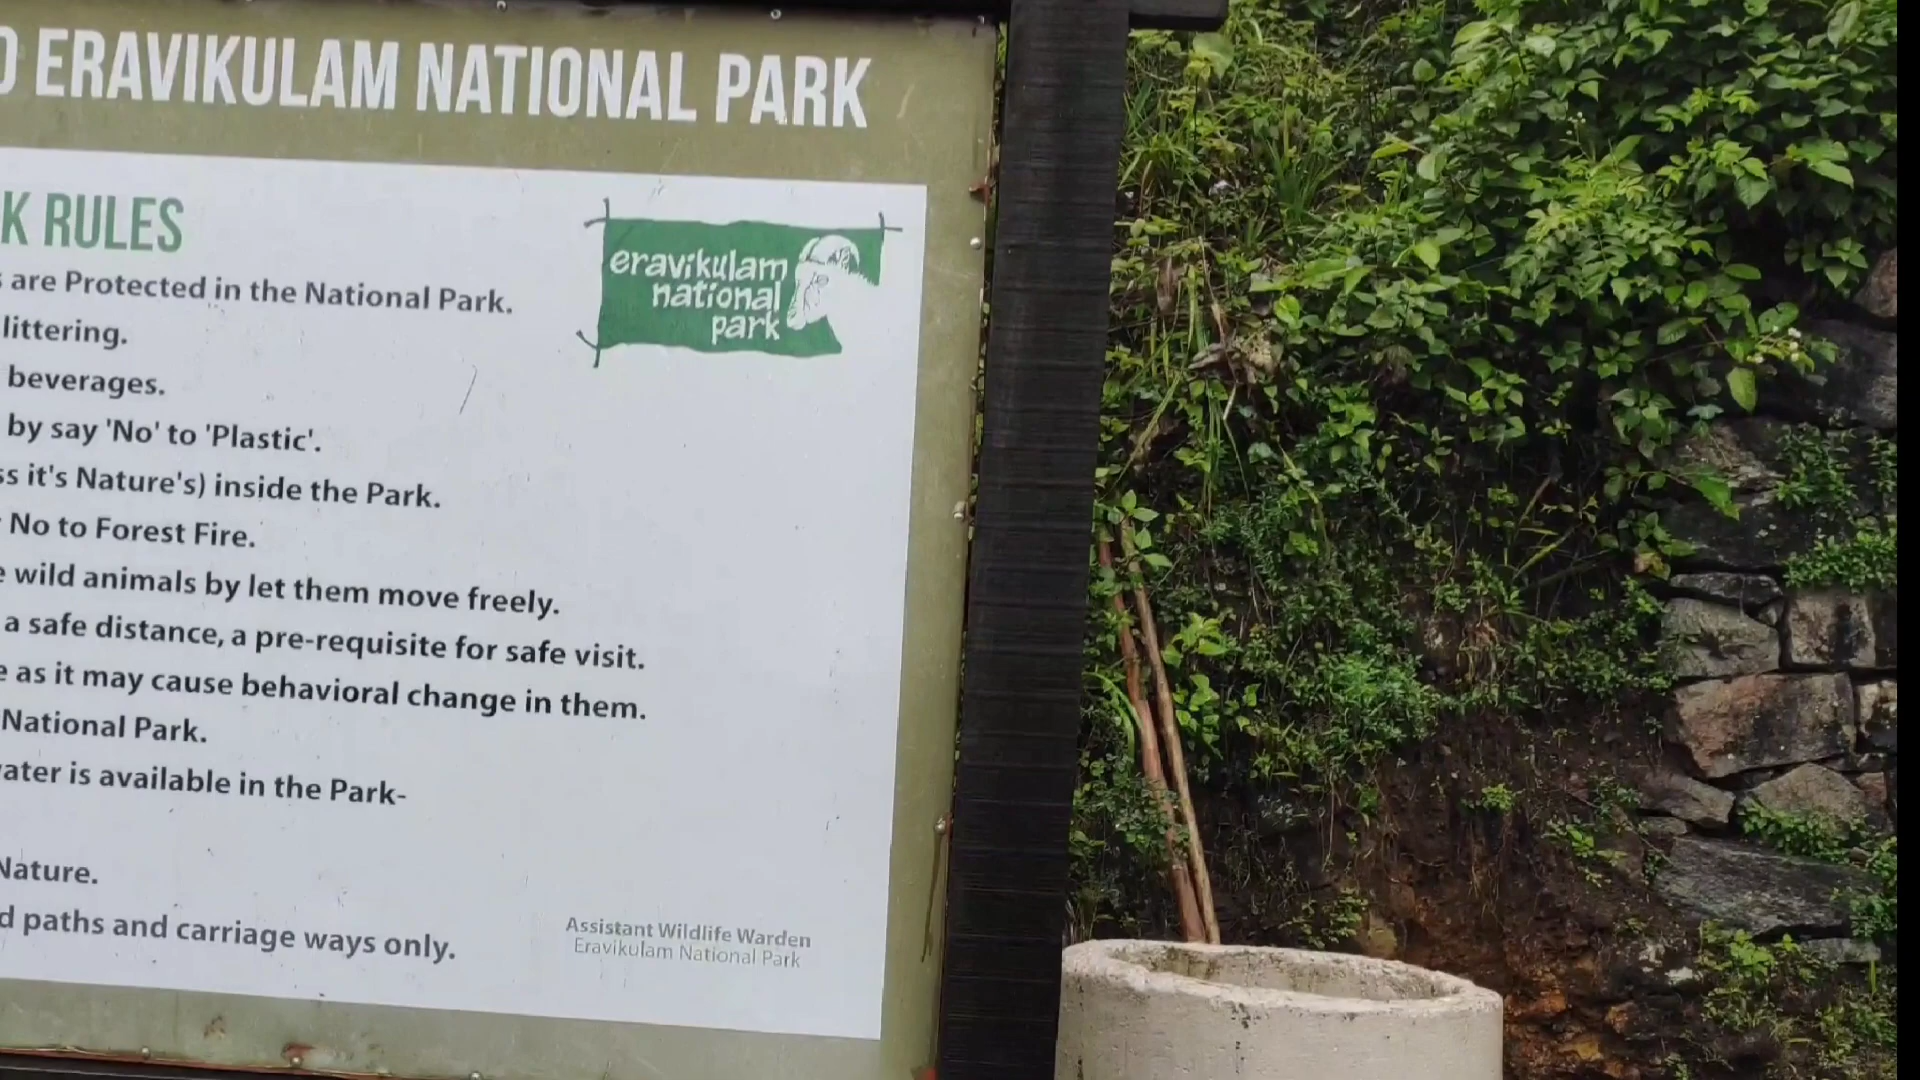 ERAVIKULAM NATIONAL PARK
RULES
eravikulam
national
park
are Protected in the National Park.
littering.
beverages.
by say 'No' to 'Plastic'.
it's Nature's) inside the Park.
No to Forest Fire.
wild animals by let them move freely.
a safe distance, a pre-requisite for safe visit.
as it may cause behavioral change in them.
National Park.
is available in the Park-
Nature.
paths and carriage ways only.
Assistant Wildlife Warden
Eravikulam National Park